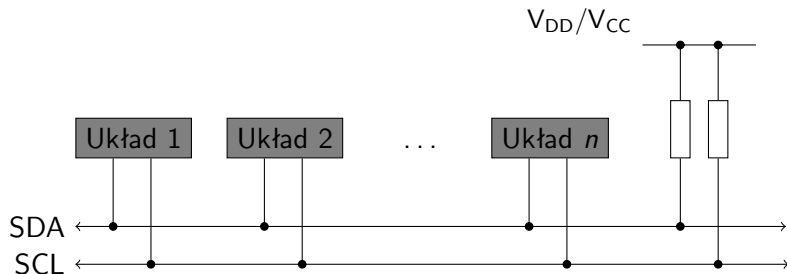 V_DD/V_CC
Układ 1 Układ 2 ... Układ n
SDA
SCL